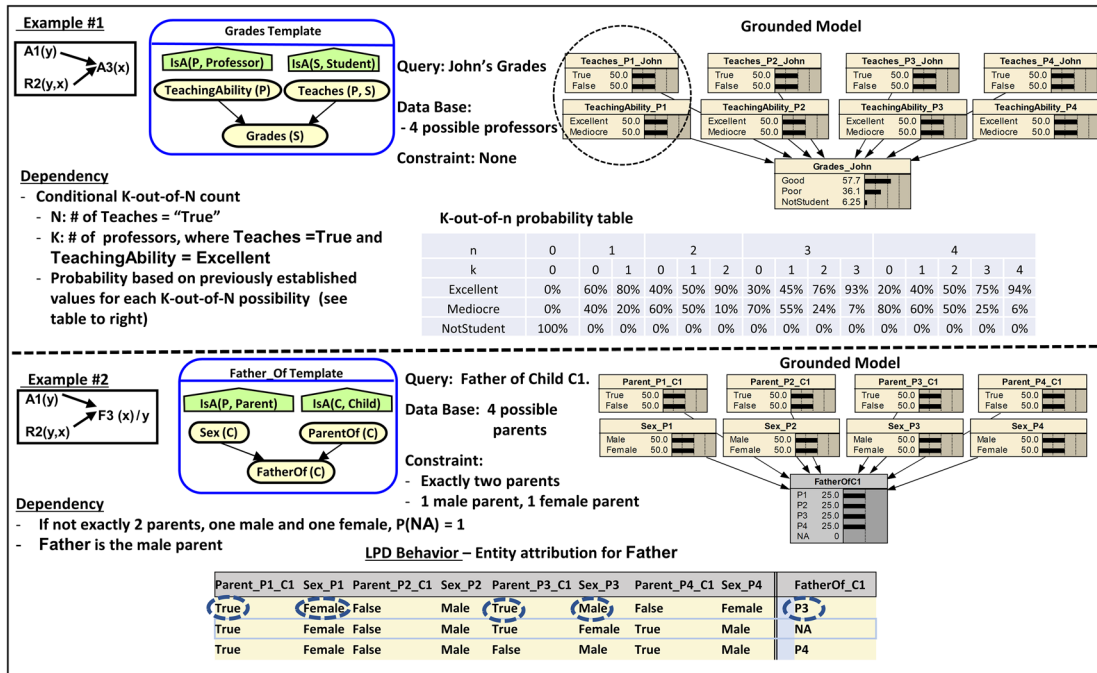 Example #1
A1(y)
R2(y,x)
A3(x)
Grades Template
IsA(P, Professor)
IsA(S, Student)
TeachingAbility (P)
Teaches (P, S)
Grades (S)
Query: John's Grades
Data Base:
- 4 possible professors
Constraint: None
Grounded Model
Teaches_P1_John
True 50.0
False 50.0
Teaches_P2_John
True 50.0
False 50.0
Teaches_P3_John
True 50.0
False 50.0
Teaches_P4_John
True 50.0
False 50.0
TeachingAbility_P1
Excellent 50.0
Mediocre 50.0
TeachingAbility_P2
Excellent 50.0
Mediocre 50.0
TeachingAbility_P3
Excellent 50.0
Mediocre 50.0
TeachingAbility_P4
Excellent 50.0
Mediocre 50.0
Grades_John
Good 57.7
Poor 36.1
NotStudent 6.25
Dependency
- Conditional K-out-of-N count
- N: # of Teaches = "True"
- K: # of professors, where Teaches =True and
TeachingAbility = Excellent
- Probability based on previously established
values for each K-out-of-N possibility (see
table to right)
K-out-of-n probability table
n 0 1 2 3 4
k 0 0 1 0 1 2 0 1 2 3 0 1 2 3 4
Excellent 0% 60% 80% 40% 50% 90% 30% 45% 76% 93% 20% 40% 50% 75% 94%
Mediocre 0% 40% 20% 60% 50% 10% 70% 55% 24% 7% 80% 60% 50% 25% 6%
NotStudent 100% 0% 0% 0% 0% 0% 0% 0% 0% 0% 0% 0% 0% 0% 0%
Example #2
A1(y)
R2(y,x)
F3 (x)/y
Father_Of Template
IsA(P, Parent)
IsA(C, Child)
Sex (C)
ParentOf (C)
FatherOf (C)
Query: Father of Child C1.
Data Base: 4 possible
parents
Constraint:
- Exactly two parents
- 1 male parent, 1 female parent
Grounded Model
Parent_P1_C1
True 50.0
False 50.0
Parent_P2_C1
True 50.0
False 50.0
Parent_P3_C1
True 50.0
False 50.0
Parent_P4_C1
True 50.0
False 50.0
Sex_P1
Male 50.0
Female 50.0
Sex_P2
Male 50.0
Female 50.0
Sex_P3
Male 50.0
Female 50.0
Sex_P4
Male 50.0
Female 50.0
FatherOfC1
P1 25.0
P2 25.0
P3 25.0
P4 25.0
NA 0
Dependency
- If not exactly 2 parents, one male and one female, P(NA) = 1
- Father is the male parent
LPD Behavior – Entity attribution for Father
Parent_P1_C1 Sex_P1 Parent_P2_C1 Sex_P2 Parent_P3_C1 Sex_P3 Parent_P4_C1 Sex_P4 FatherOf_C1
True Female False Male True Male False Female P3
True Female False Male True Female True Male NA
True Female False Male False Male True Male P4